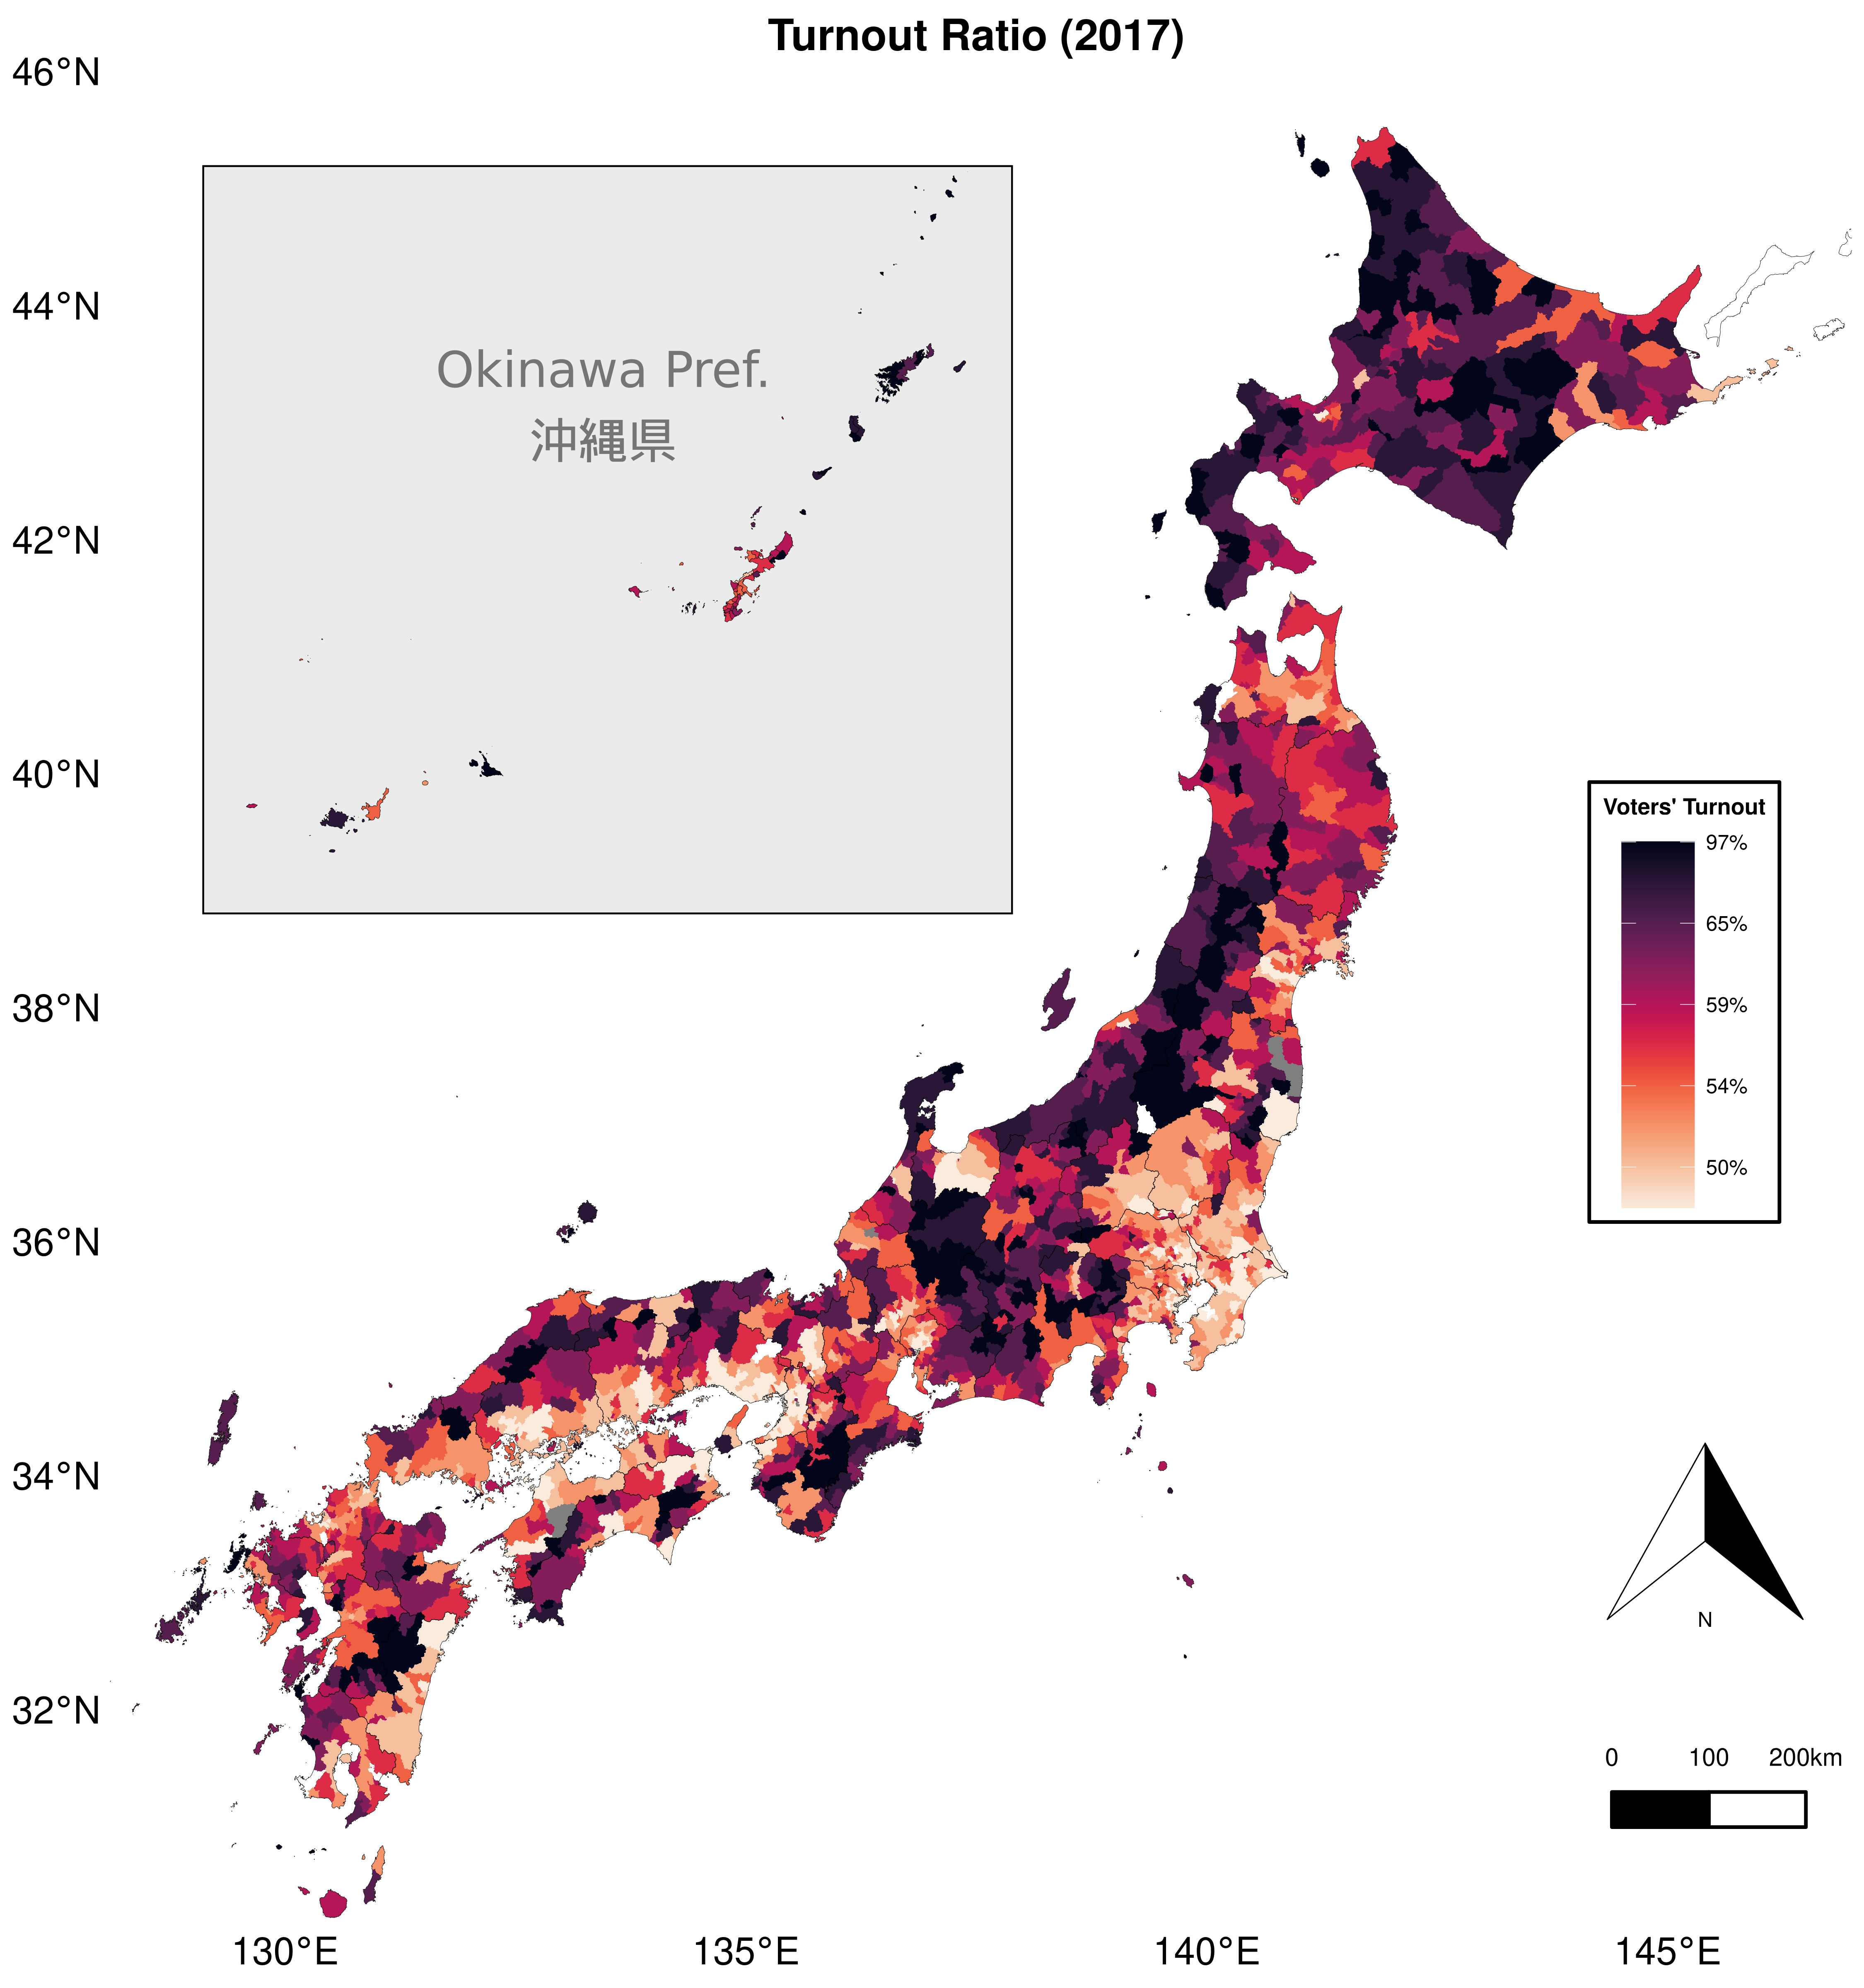 Turnout Ratio (2017)
46°N
44°N
42°N
40°N
38°N
36°N
34°N
32°N
130°E
135°E
140°E
145°E
Okinawa Pref.
沖縄県
Voters' Turnout
97%
65%
59%
54%
50%
N
0 100 200km